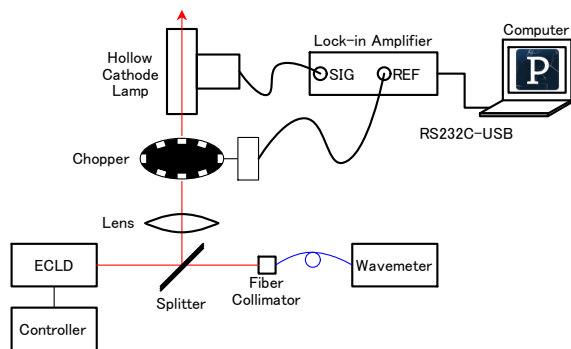 Computer
Hollow
Cathode
Lamp
Lock-in Amplifier
SIG
REF
P
RS232C-USB
Chopper
Lens
ECLD
Splitter
Fiber
Collimator
Wavemeter
Controller